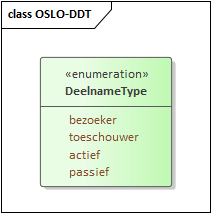 class OSLO-DDT
«enumeration»
DeelnameType
bezoeker
toeschouwer
actief
passief